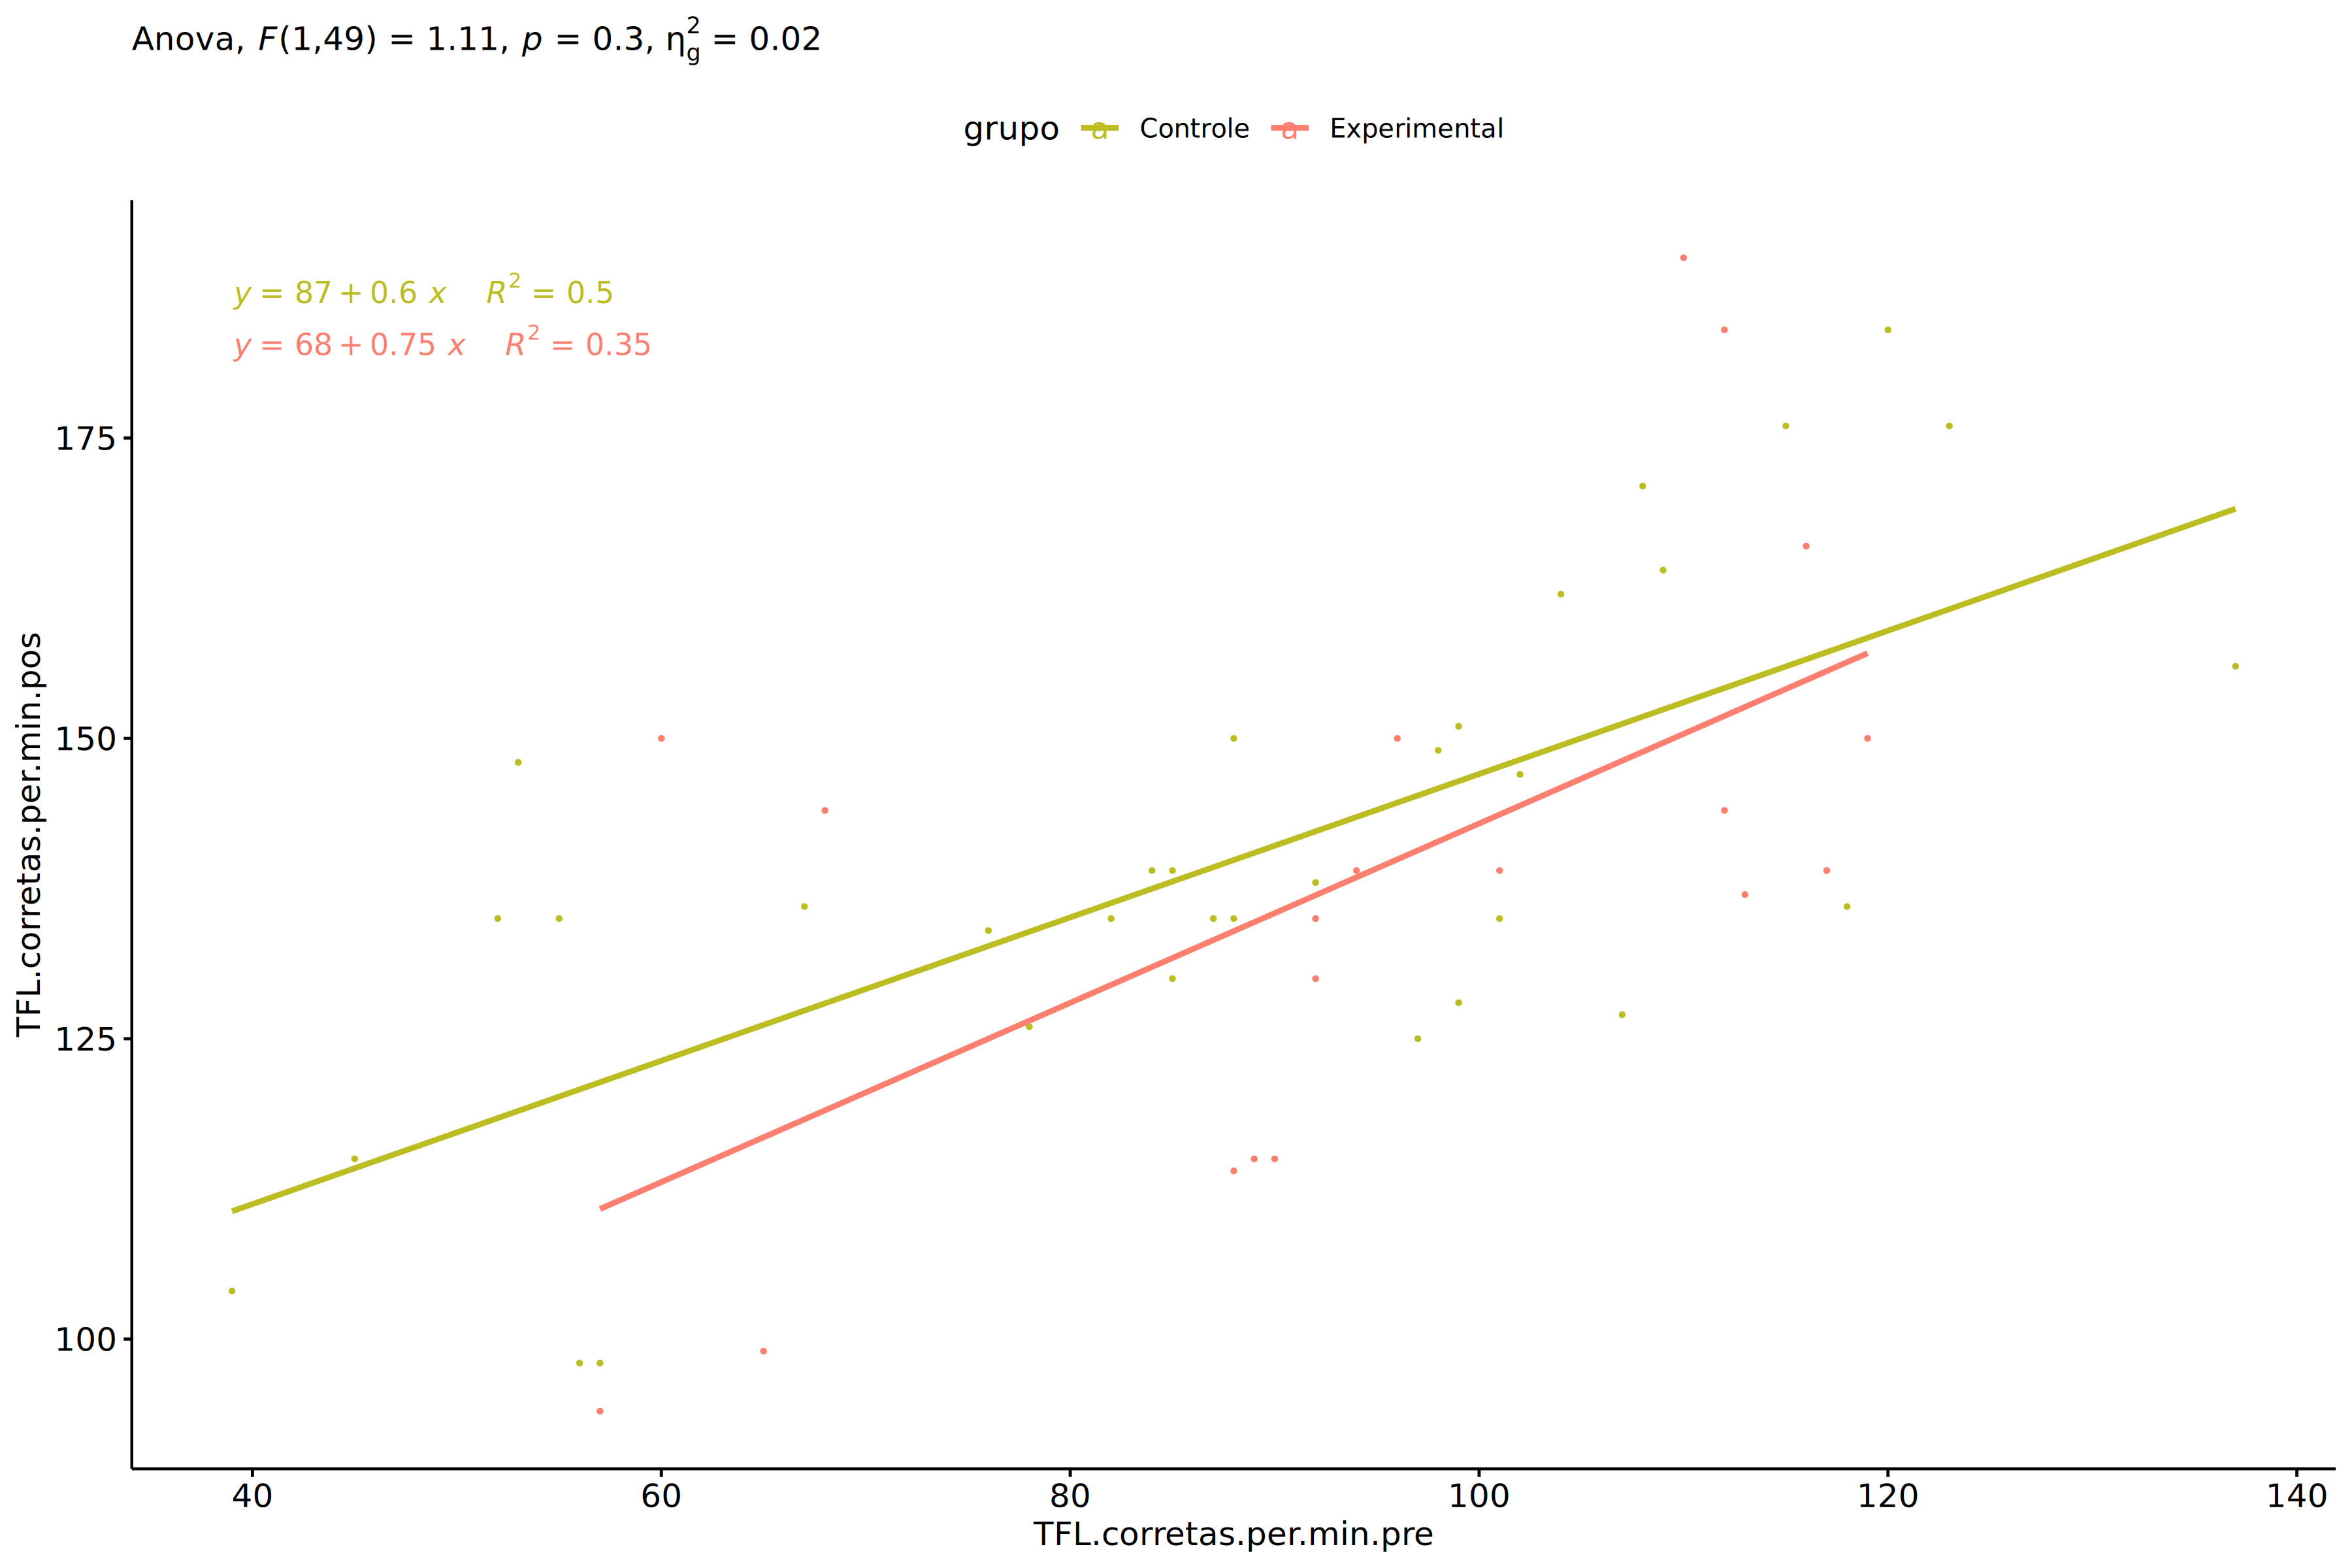 Anova, F(1,49) = 1.11, p = 0.3, η²g = 0.02
grupo a Controle a Experimental
y = 87 + 0.6 x R² = 0.5
y = 68 + 0.75 x R² = 0.35
175
150
125
100
TFL.corretas.per.min.pos
40 60 80 100 120 140
TFL.corretas.per.min.pre